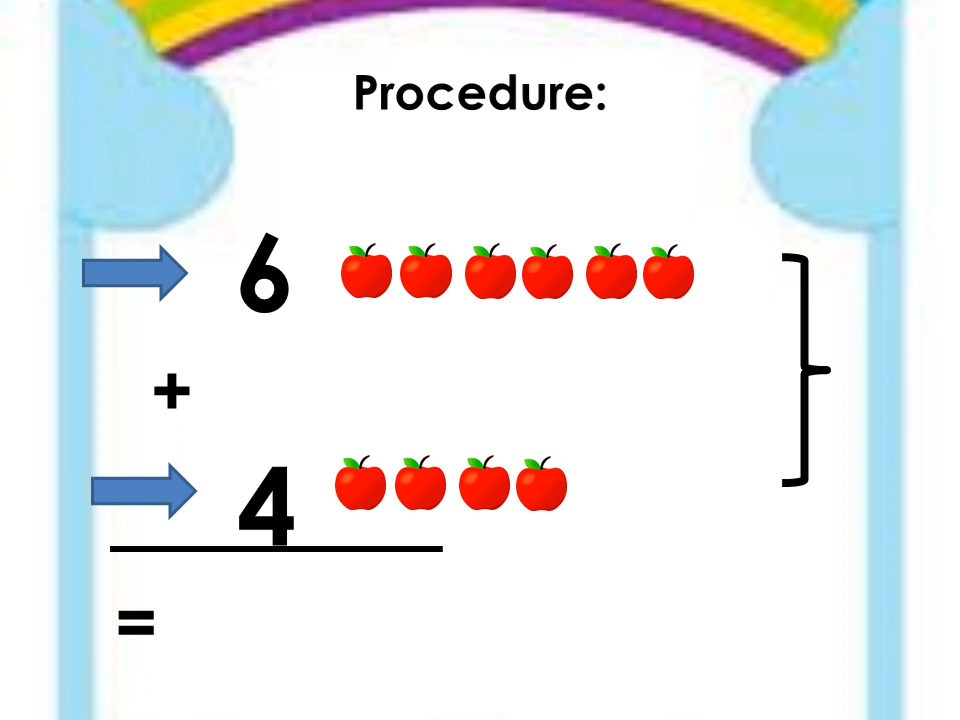 Procedure:
6
+
4
=